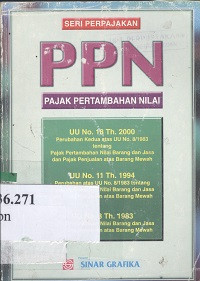 SERI PERPAJAKAN
PPN
PAJAK PERTAMBAHAN NILAI
UU No. 18 Th. 2000
Perubahan Kedua atas UU No. 8/1983
tentang
Pajak Pertambahan Nilai Barang dan Jasa
dan Pajak Penjualan atas Barang Mewah
UU No. 11 Th. 1994
Perubahan atas UU No. 8/1983 tentang
Nilai Barang dan Jasa
atas Barang Mewah
36.271
on
Th. 1983
Nilai Barang dan Jasa
atas Barang Mewah
SINAR GRAFIKA